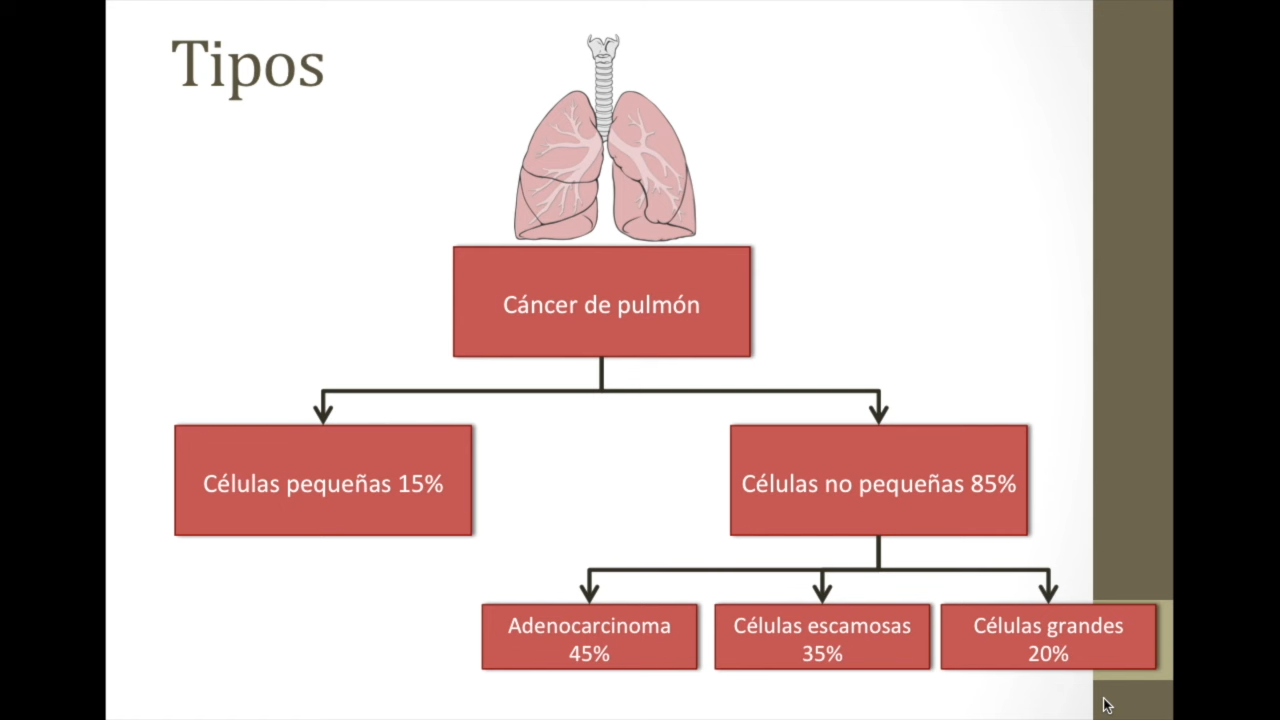 Tipos
Cáncer de pulmón
Células pequeñas 15%
Células no pequeñas 85%
Adenocarcinoma
45%
Células escamosas
35%
Células grandes
20%